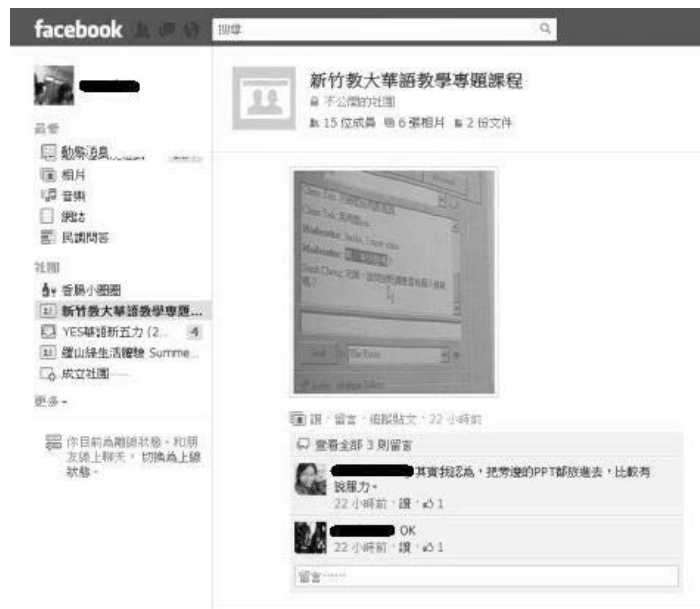 facebook
搜尋
新竹教大華語教學專題課程
不公開的社團
15 位成員 6 張相片 2 份文件
最愛
動態消息
相片
音樂
網誌
民調問答
社團
香腸小圈圈
新竹教大華語教學專題...
YES華語新五力 (2... 4
羅山綠生活體驗 Summe...
成立社團
更多
你目前為離線狀態。和朋
友線上聊天， 切換為上線
狀態。
Moderator: hello, I now
Moderator:
The Room
讚 · 留言 · 追蹤貼文 · 22 小時前
查看全部 3 則留言
其實我認為，把旁邊的PPT都放進去，比較有
說服力。
22 小時前 · 讚 · 1
OK
22 小時前 · 讚 · 1
留言……